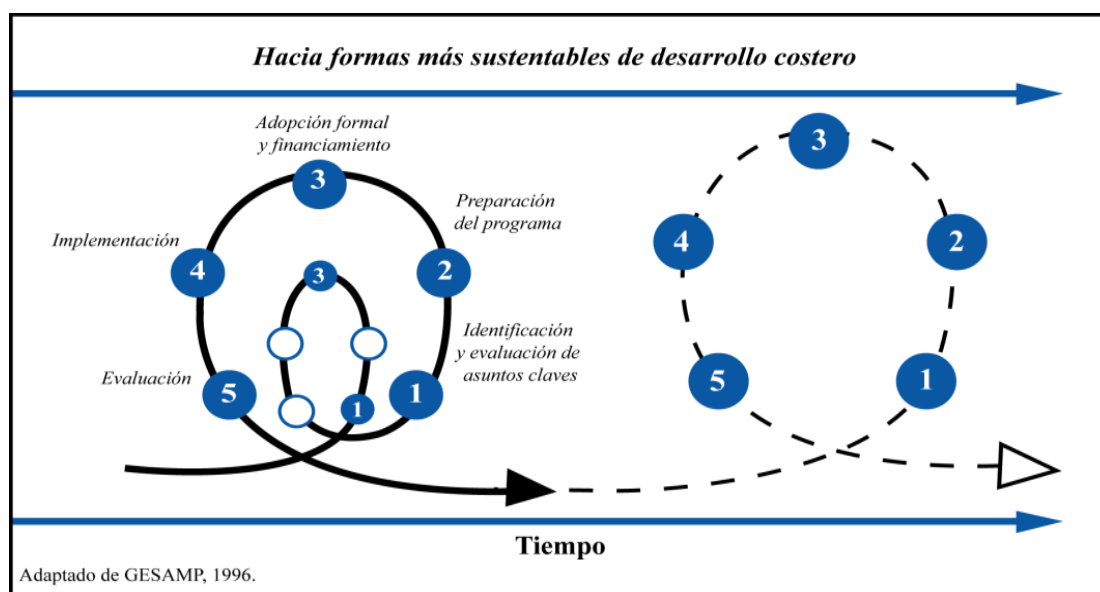 Hacia formas más sustentables de desarrollo costero
Adopción formal
y financiamiento
3
3
Preparación
del programa
Implementación
4
2
4
2
3
Identificación
y evaluación de
asuntos claves
Evaluación
5
1
1
5
1
Tiempo
Adaptado de GESAMP, 1996.